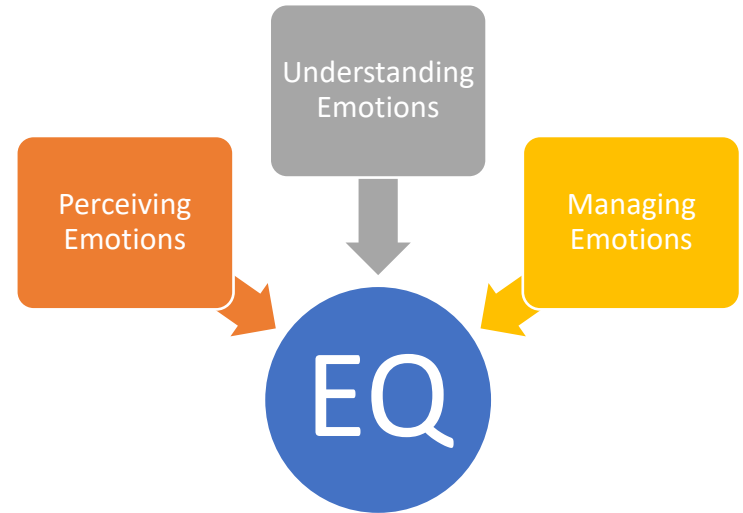 Understanding
Emotions
Perceiving
Emotions
Managing
Emotions
EQ